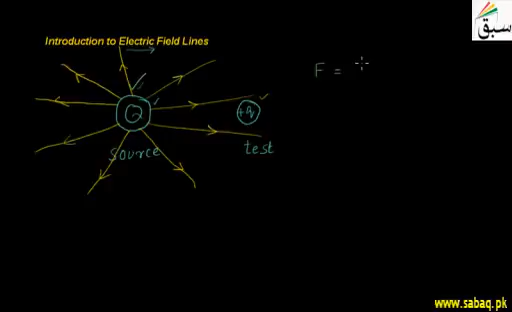 Introduction to Electric Field Lines
سبق
F =
Q
+q
source
test
www.sabaq.pk